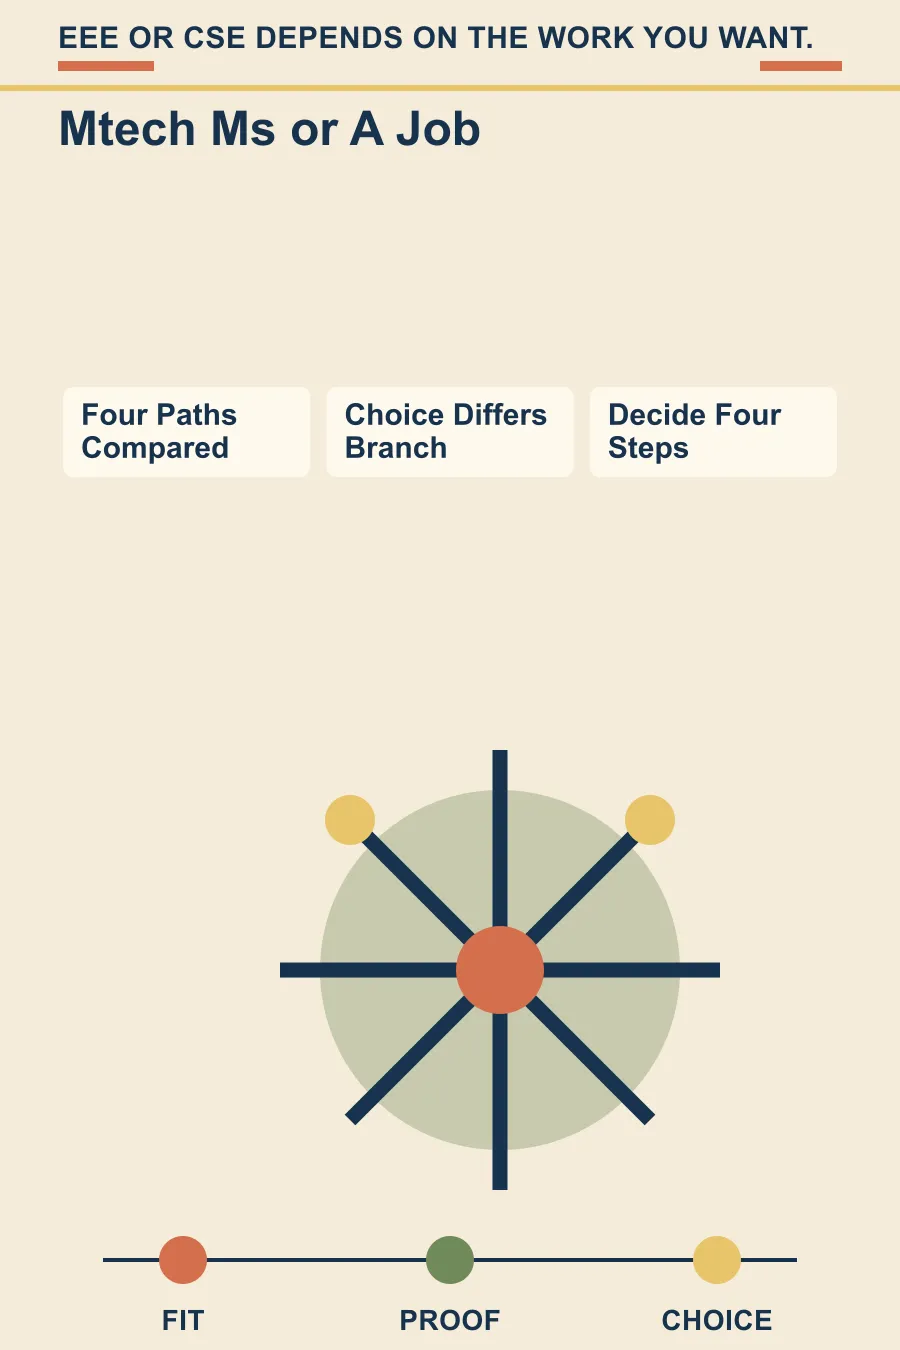 EEE OR CSE DEPENDS ON THE WORK YOU WANT.
Mtech Ms or A Job
Four Paths
Compared
Choice Differs
Branch
Decide Four
Steps
FIT
PROOF
CHOICE